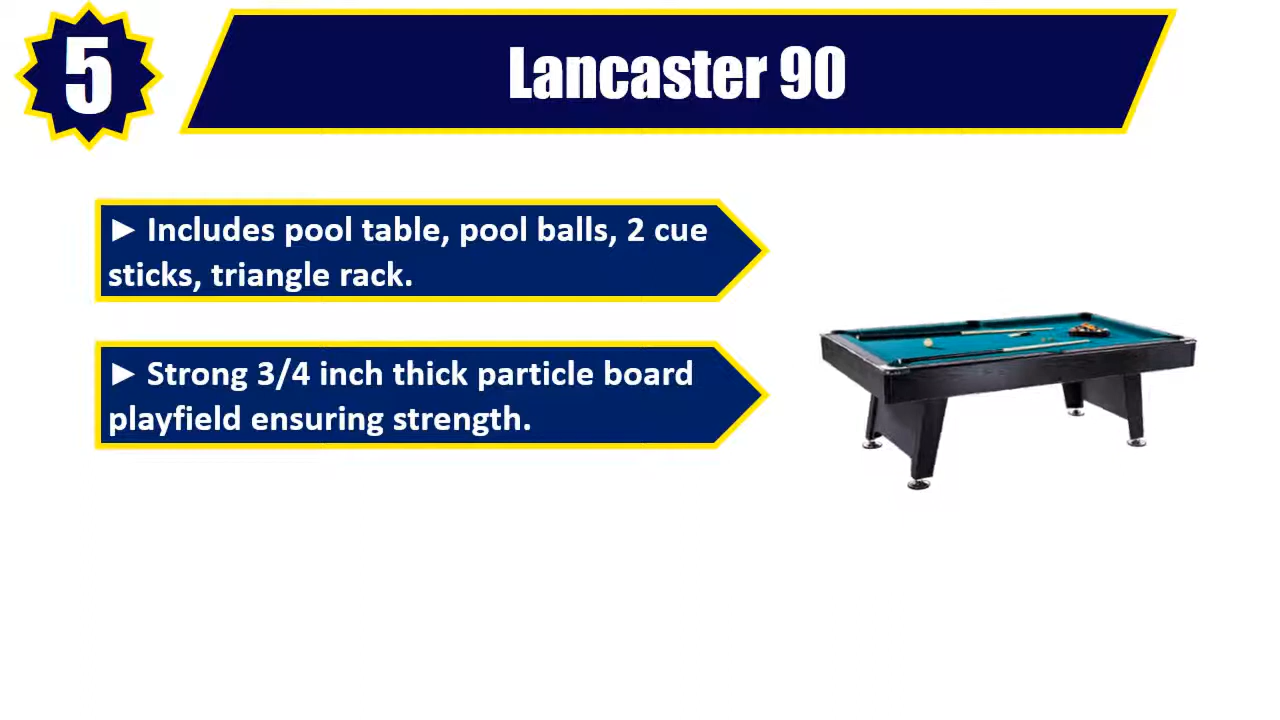 5
Lancaster 90
► Includes pool table, pool balls, 2 cue
sticks, triangle rack.
► Strong 3/4 inch thick particle board
playfield ensuring strength.